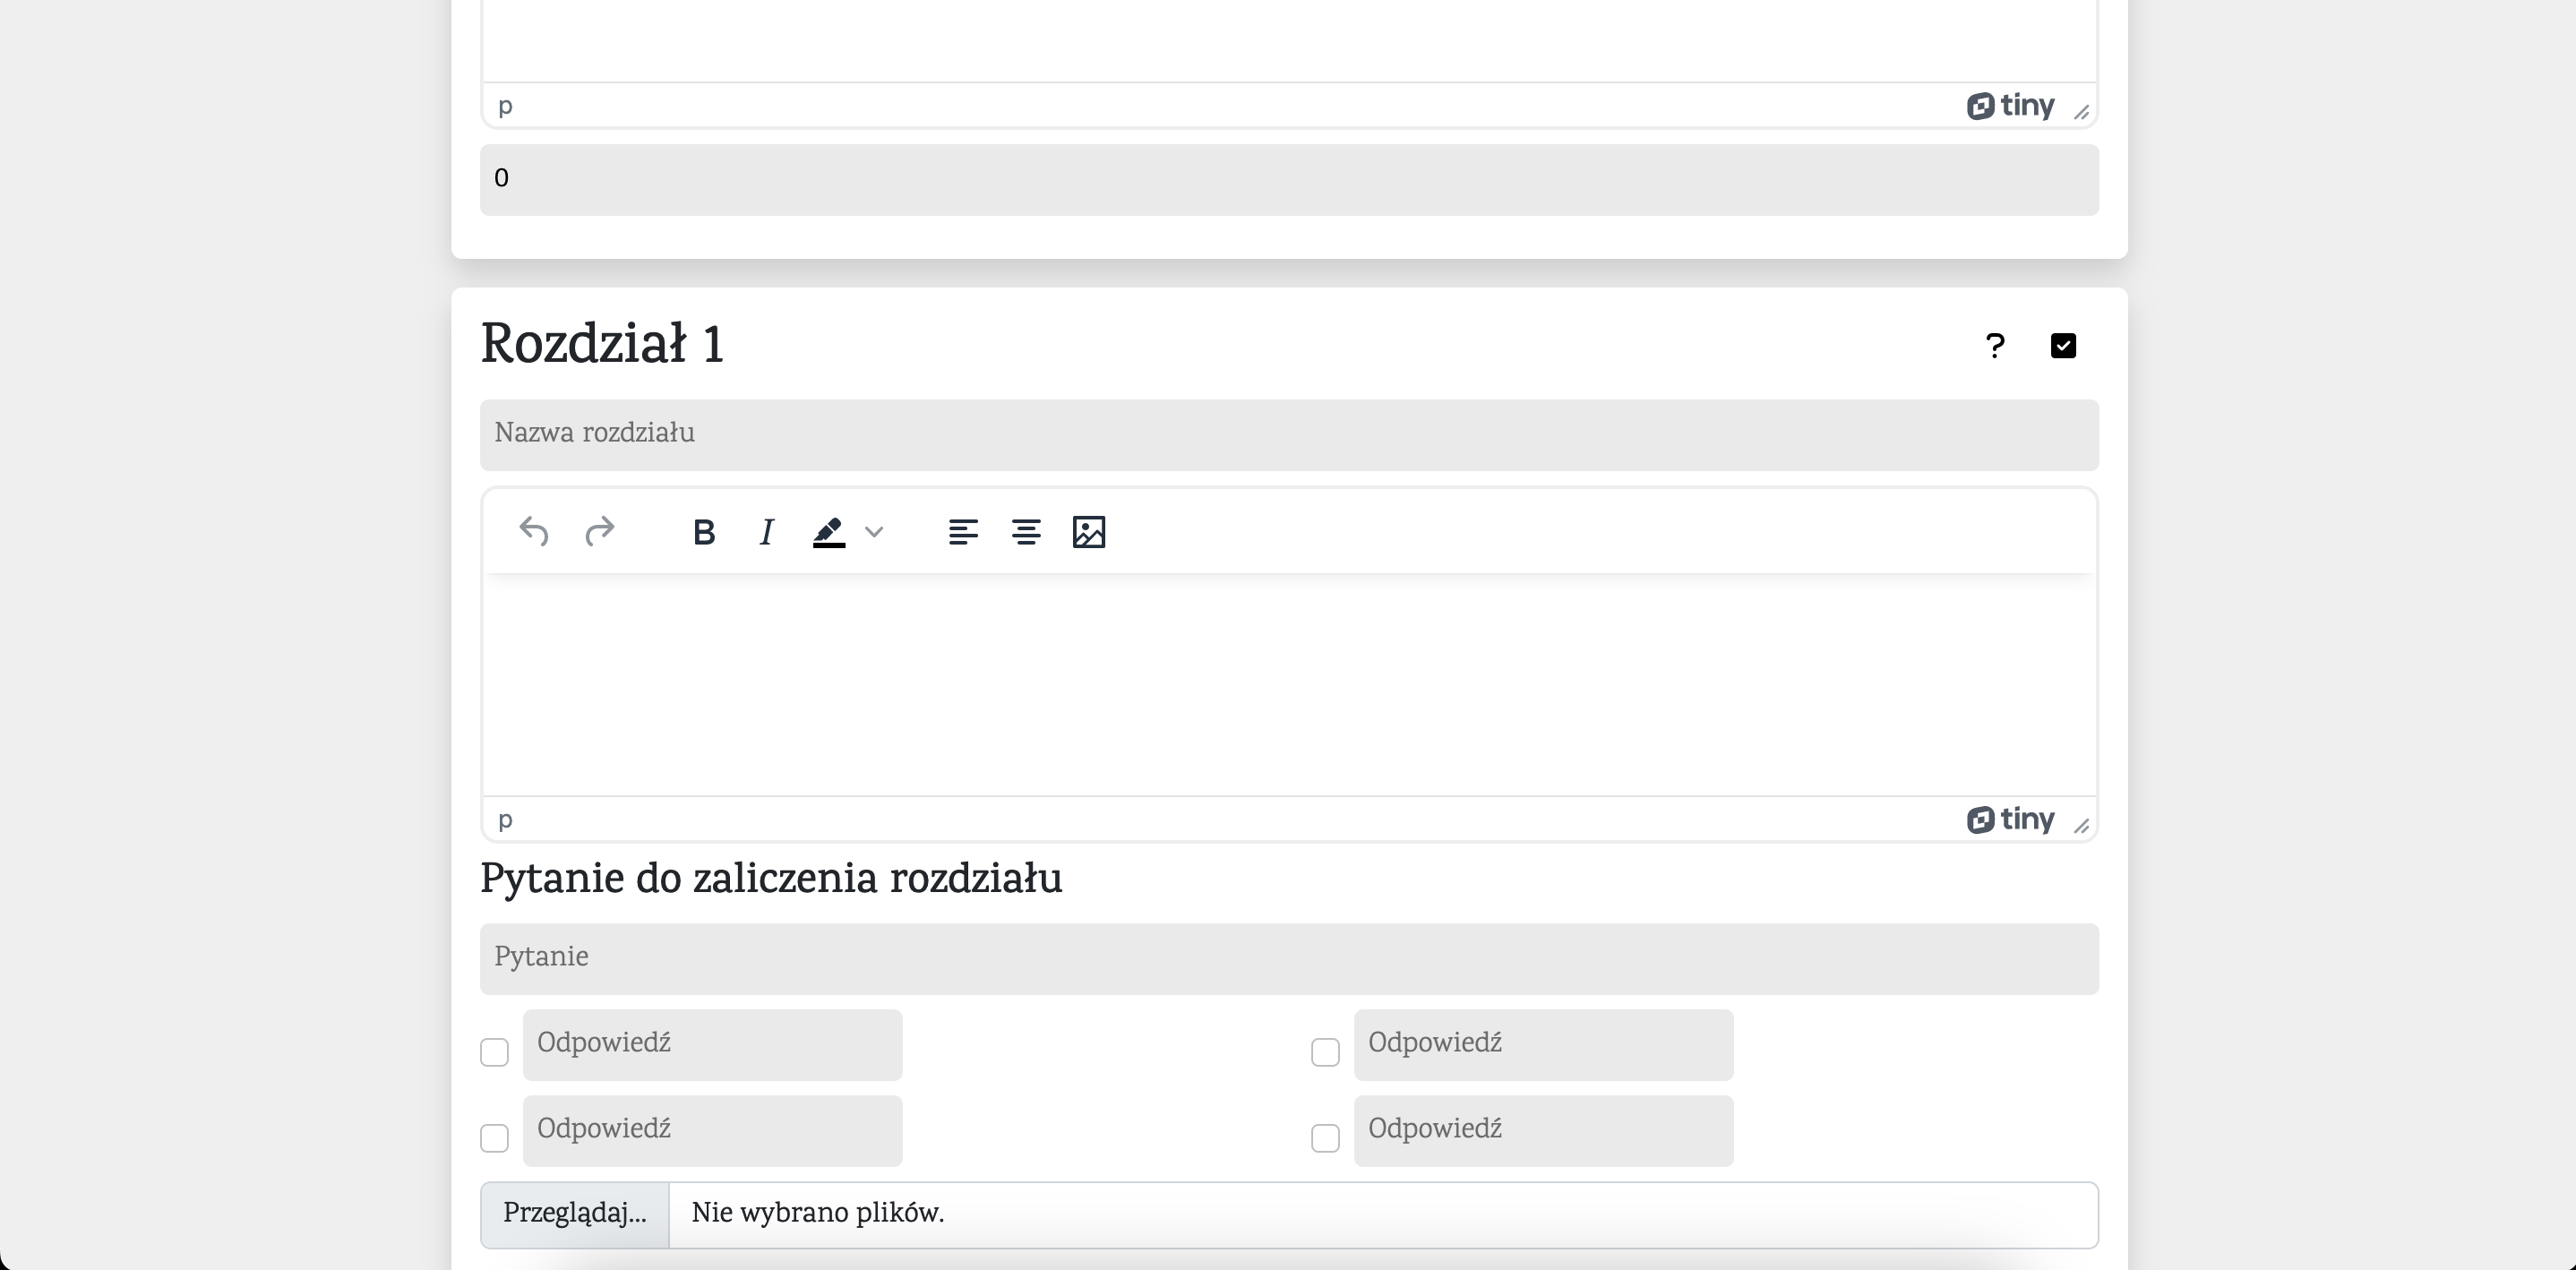 p tiny
0
Rozdział 1 ?
Nazwa rozdziału
B I
p tiny
Pytanie do zaliczenia rozdziału
Pytanie
Odpowiedź Odpowiedź
Odpowiedź Odpowiedź
Przeglądaj... Nie wybrano plików.